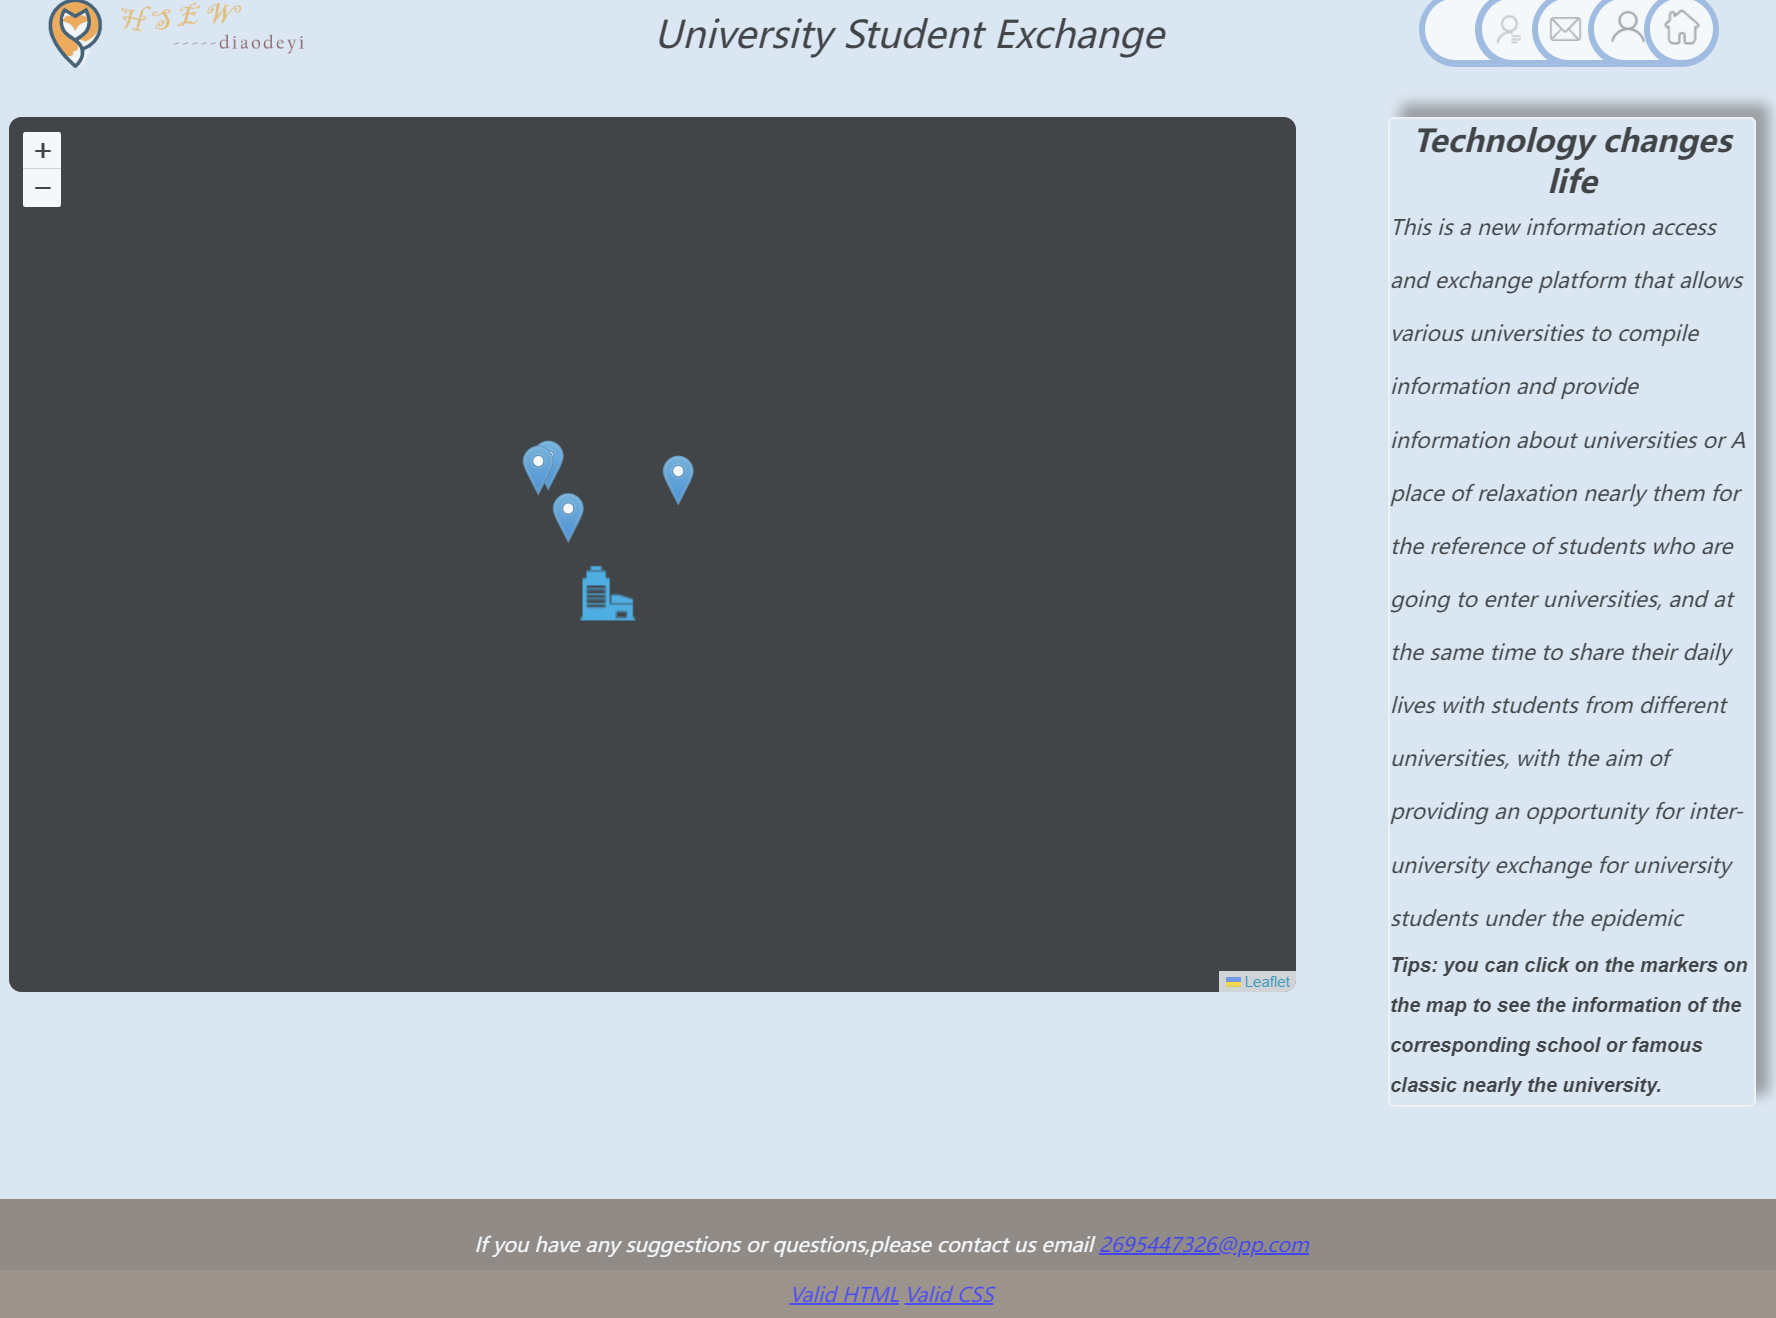 HSEW
-----diaodeyi
University Student Exchange
+
−
Leaflet
Technology changes
life
This is a new information access
and exchange platform that allows
various universities to compile
information and provide
information about universities or A
place of relaxation nearly them for
the reference of students who are
going to enter universities, and at
the same time to share their daily
lives with students from different
universities, with the aim of
providing an opportunity for inter-
university exchange for university
students under the epidemic
Tips: you can click on the markers on
the map to see the information of the
corresponding school or famous
classic nearly the university.
If you have any suggestions or questions,please contact us email 2695447326@pp.com
Valid HTML Valid CSS